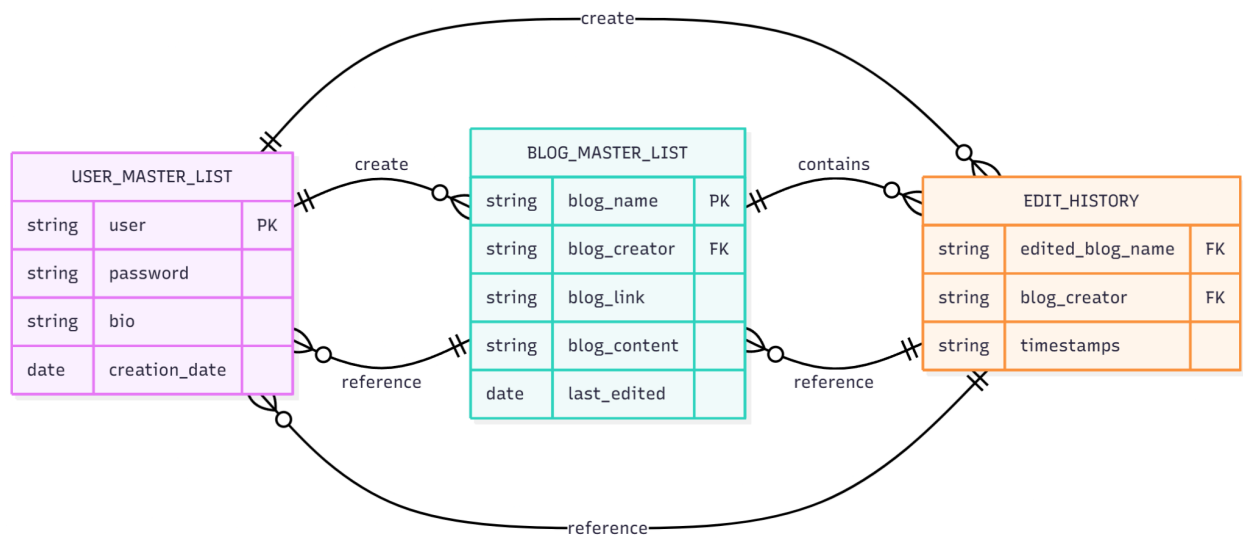 create
USER_MASTER_LIST
string user PK
string password
string bio
date creation_date
create
reference
BLOG_MASTER_LIST
string blog_name PK
string blog_creator FK
string blog_link
string blog_content
date last_edited
contains
reference
EDIT_HISTORY
string edited_blog_name FK
string blog_creator FK
string timestamps
reference